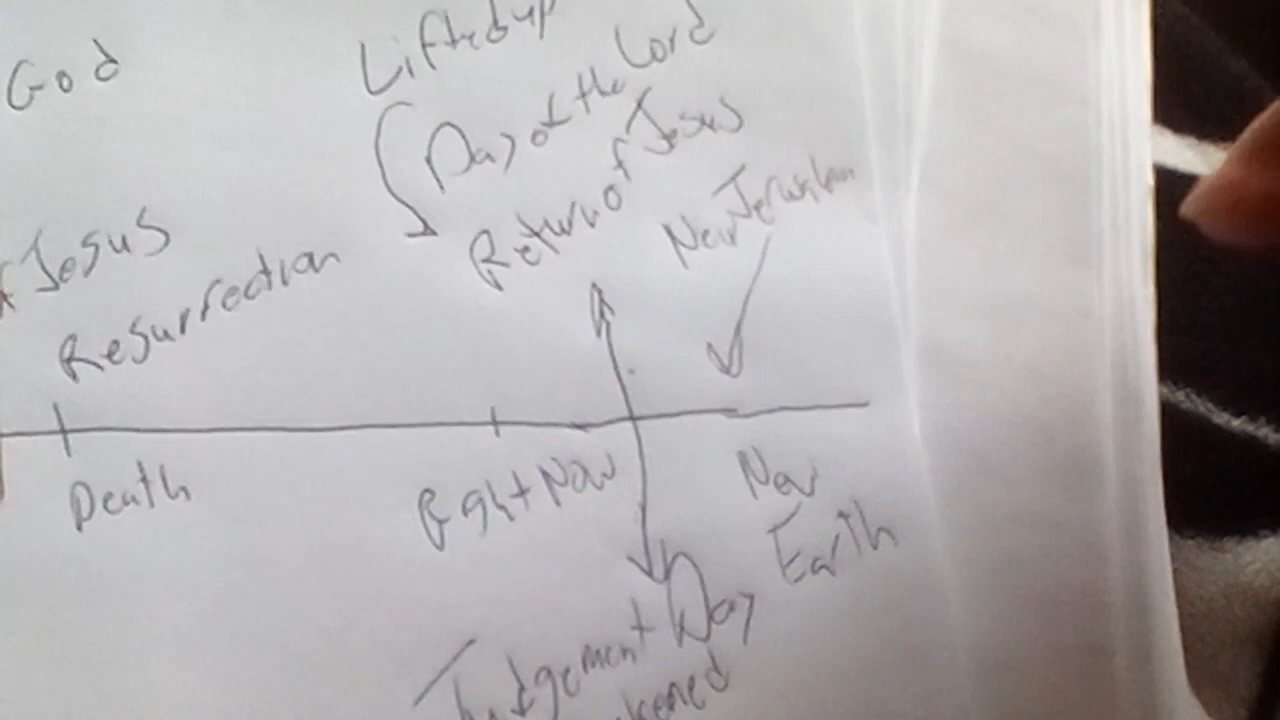 God
Lifted up
Day of the Lord
Return of Jesus
New Jerusalem
Jesus
Resurrection
Death
Right Now
New
Earth
Judgement Day